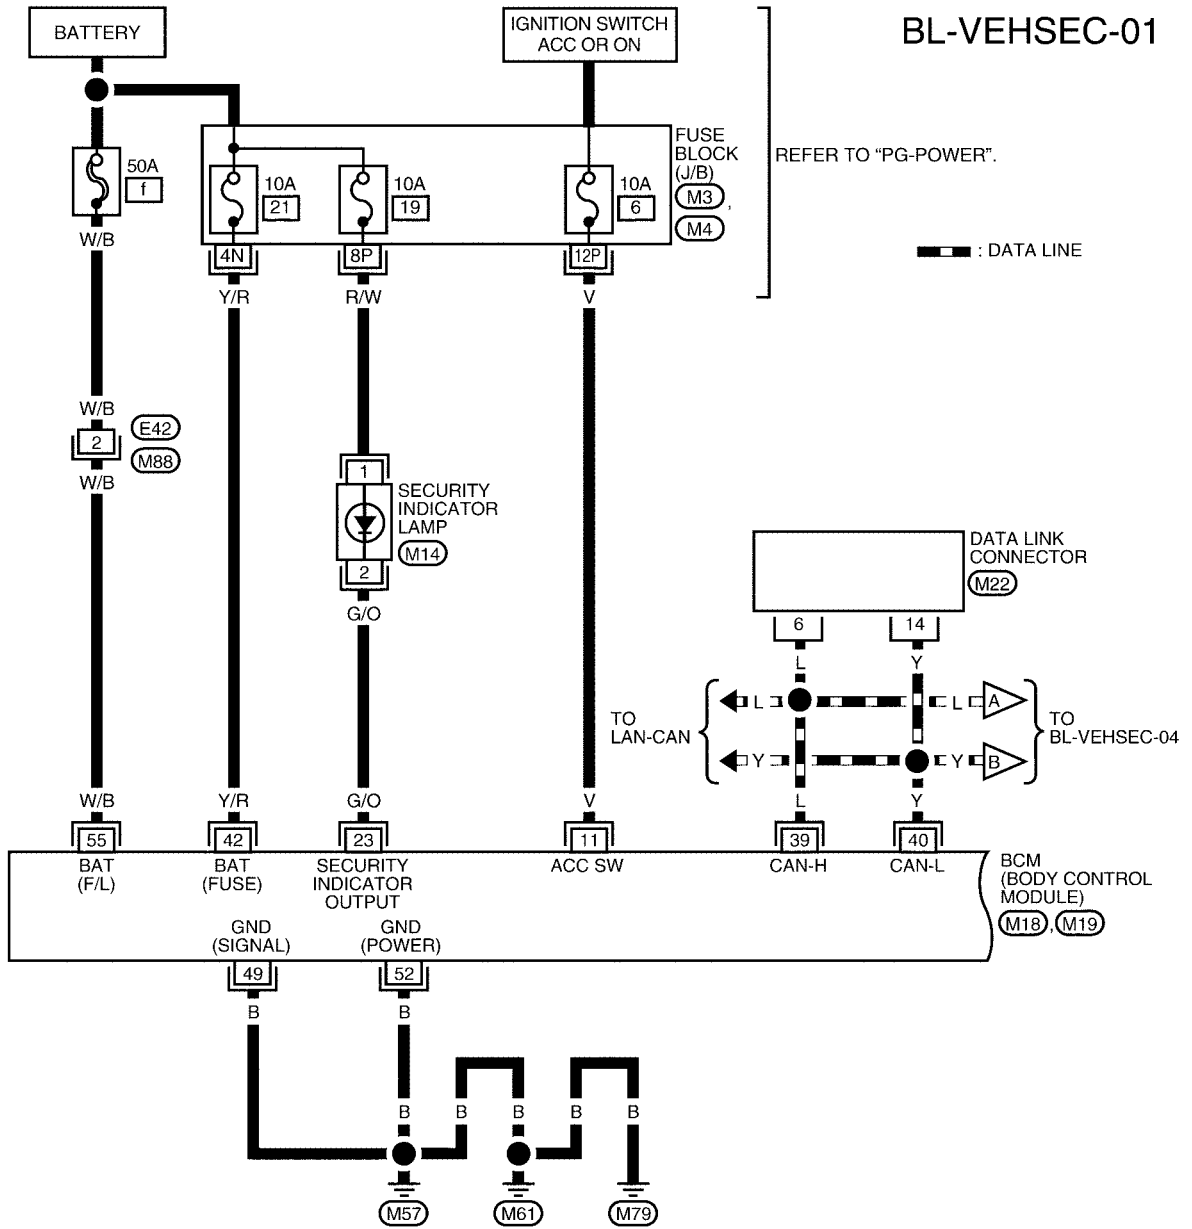 BL-VEHSEC-01
BATTERY
IGNITION SWITCH
ACC OR ON
50A
f
10A
21
10A
19
10A
6
FUSE
BLOCK
(J/B)
M3 ,
M4
REFER TO “PG-POWER”.
: DATA LINE
W/B
4N
8P
12P
Y/R
R/W
V
W/B
2
E42
M88
W/B
1
SECURITY
INDICATOR
LAMP
M14
2
G/O
DATA LINK
CONNECTOR
M22
6
14
L
Y
TO
LAN-CAN
L
L
A
Y
Y
B
TO
BL-VEHSEC-04
W/B
Y/R
G/O
V
L
Y
55
42
23
11
39
40
BAT
(F/L)
BAT
(FUSE)
SECURITY
INDICATOR
OUTPUT
ACC SW
CAN-H
CAN-L
BCM
(BODY CONTROL
MODULE)
M18 , M19
GND
(SIGNAL)
GND
(POWER)
49
52
B
B
B
B
B
B
B
M57
M61
M79